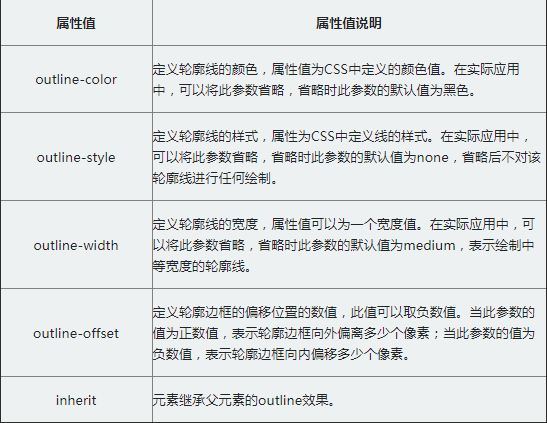 属性值 属性值说明
outline-color 定义轮廓线的颜色，属性值为CSS中定义的颜色值。在实际应用
中，可以将此参数省略，省略时此参数的默认值为黑色。
outline-style 定义轮廓线的样式，属性为CSS中定义线的样式。在实际应用中，
可以将此参数省略，省略时此参数的默认值为none，省略后不对该
轮廓线进行任何绘制。
outline-width 定义轮廓线的宽度，属性值可以为一个宽度值。在实际应用中，可
以将此参数省略，省略时此参数的默认值为medium，表示绘制中
等宽度的轮廓线。
outline-offset 定义轮廓边框的偏移位置的数值，此值可以取负数值。当此参数的
值为正数值，表示轮廓边框向外偏离多少个像素；当此参数的值为
负数值，表示轮廓边框向内偏移多少个像素。
inherit 元素继承父元素的outline效果。